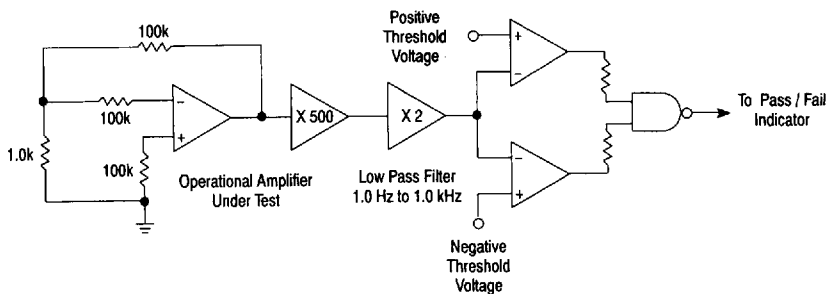 100k
100k
1.0k
100k
−
+
Operational Amplifier
Under Test
X 500
X 2
Low Pass Filter
1.0 Hz to 1.0 kHz
Positive
Threshold
Voltage
+
−
−
+
Negative
Threshold
Voltage
To Pass / Fail
Indicator